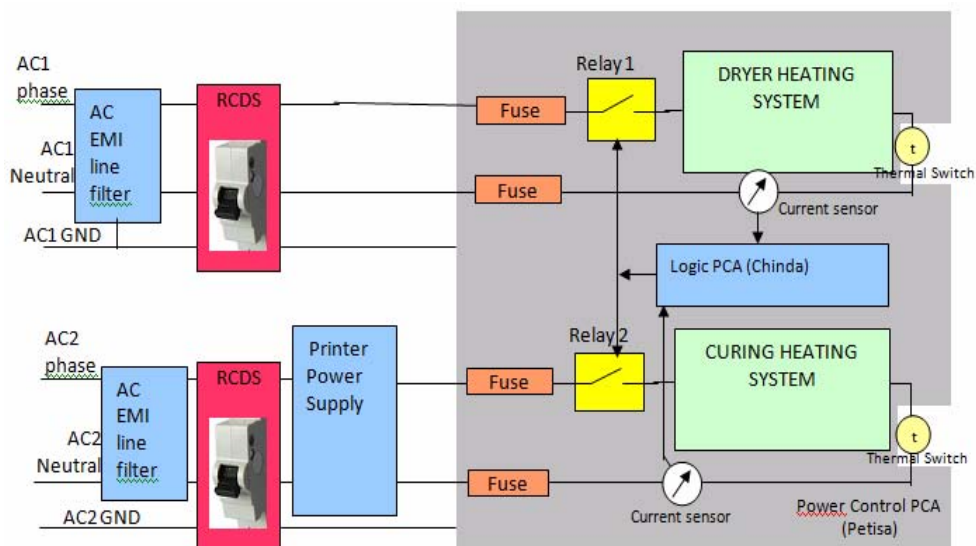 AC1
phase
AC
EMI
line
filter
AC1
Neutral
AC1 GND
RCDS
Fuse
Fuse
Relay 1
DRYER HEATING
SYSTEM
t
Thermal Switch
Current sensor
Logic PCA (Chinda)
AC2
phase
AC
EMI
line
filter
AC2
Neutral
AC2 GND
RCDS
Printer
Power
Supply
Fuse
Fuse
Relay 2
CURING HEATING
SYSTEM
t
Thermal Switch
Current sensor
Power Control PCA
(Petisa)